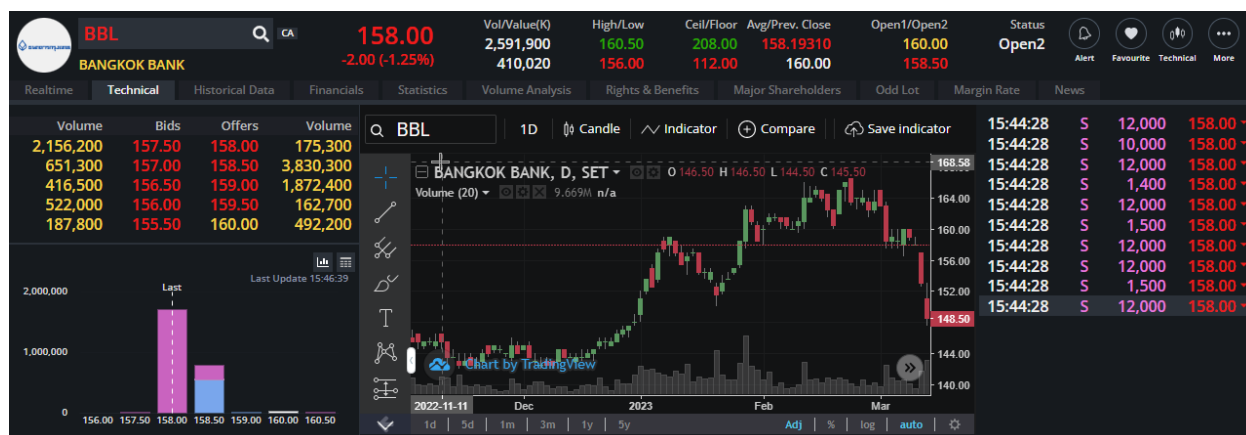 BBL CA 158.00
-2.00 (-1.25%)
BANGKOK BANK
Vol/Value(K) High/Low Ceil/Floor Avg/Prev. Close Open1/Open2 Status
2,591,900 160.50 208.00 158.19310 160.00 Open2
410,020 156.00 112.00 160.00 158.50
Alert Favourite Technical More
Realtime Technical Historical Data Financials Statistics Volume Analysis Rights & Benefits Major Shareholders Odd Lot Margin Rate News
Volume Bids Offers Volume
2,156,200 157.50 158.00 175,300
651,300 157.00 158.50 3,830,300
416,500 156.50 159.00 1,872,400
522,000 156.00 159.50 162,700
187,800 155.50 160.00 492,200
Last Update 15:46:39
Last
2,000,000
1,000,000
0
156.00 157.50 158.00 158.50 159.00 160.00 160.50
BBL 1D Candle Indicator Compare Save indicator
BANGKOK BANK, D, SET O 146.50 H 146.50 L 144.50 C 145.50
Volume (20) 9.669M n/a
168.58
164.00
160.00
156.00
152.00
148.50
144.00
140.00
Chart by TradingView
2022-11-11 Dec 2023 Feb Mar
1d 5d 1m 3m 1y 5y Adj % log auto
15:44:28 S 12,000 158.00
15:44:28 S 10,000 158.00
15:44:28 S 12,000 158.00
15:44:28 S 1,400 158.00
15:44:28 S 12,000 158.00
15:44:28 S 1,500 158.00
15:44:28 S 12,000 158.00
15:44:28 S 12,000 158.00
15:44:28 S 1,500 158.00
15:44:28 S 12,000 158.00